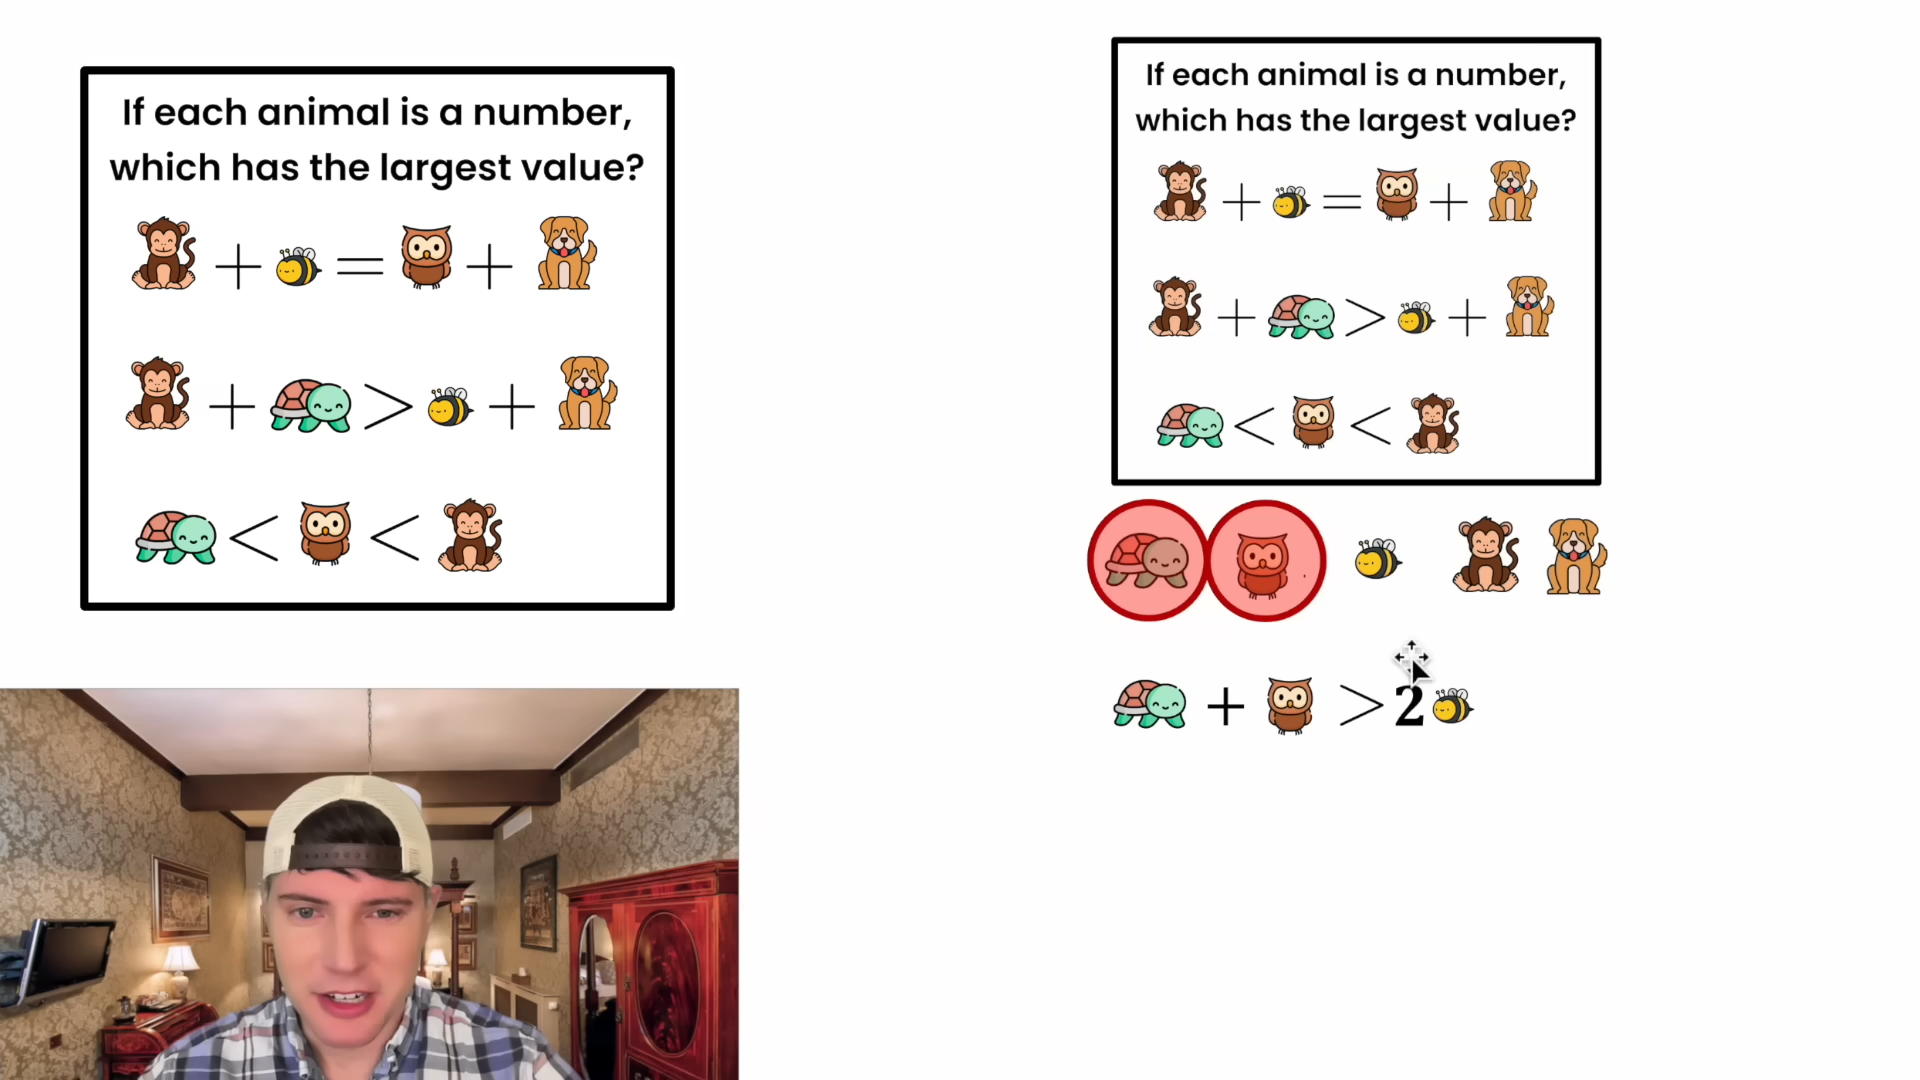 If each animal is a number,
which has the largest value?
+ = +
+ > +
< <
If each animal is a number,
which has the largest value?
+ = +
+ > +
< <
+ > 2